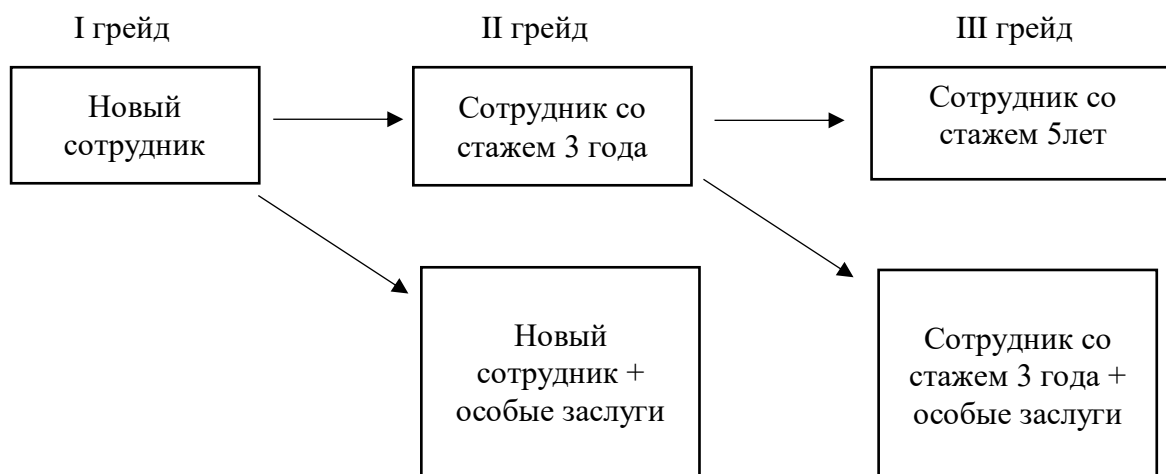 I грейд
II грейд
III грейд
Новый
сотрудник
Сотрудник со
стажем 3 года
Сотрудник со
стажем 5лет
Новый
сотрудник +
особые заслуги
Сотрудник со
стажем 3 года +
особые заслуги